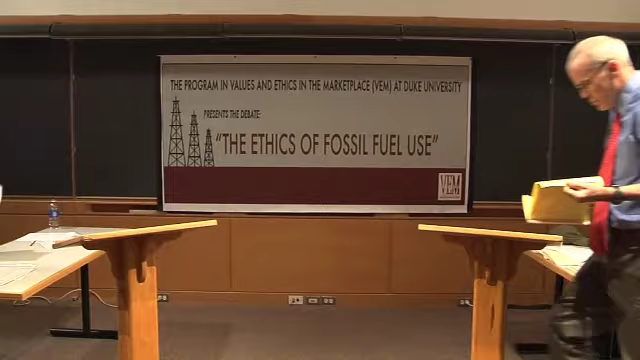 THE PROGRAM IN VALUES AND ETHICS IN THE MARKETPLACE (VEM) AT DUKE UNIVERSITY
PRESENTS THE DEBATE:
"THE ETHICS OF FOSSIL FUEL USE"
VEM